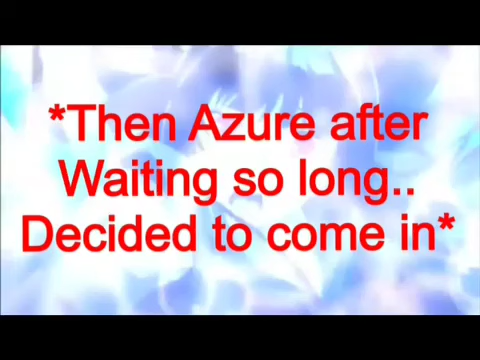 *Then Azure after
Waiting so long..
Decided to come in*